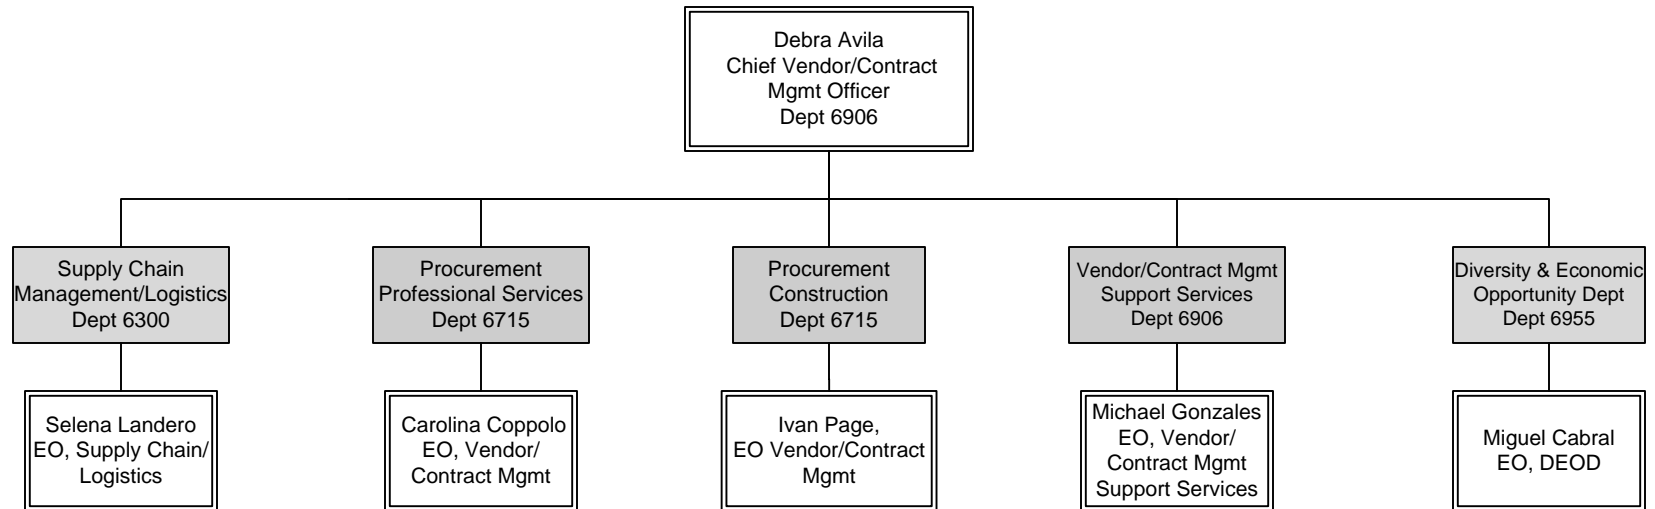 Debra Avila
Chief Vendor/Contract
Mgmt Officer
Dept 6906
Supply Chain
Management/Logistics
Dept 6300
Procurement
Professional Services
Dept 6715
Procurement
Construction
Dept 6715
Vendor/Contract Mgmt
Support Services
Dept 6906
Diversity & Economic
Opportunity Dept
Dept 6955
Selena Landero
EO, Supply Chain/
Logistics
Carolina Coppolo
EO, Vendor/
Contract Mgmt
Ivan Page,
EO Vendor/Contract
Mgmt
Michael Gonzales
EO, Vendor/
Contract Mgmt
Support Services
Miguel Cabral
EO, DEOD